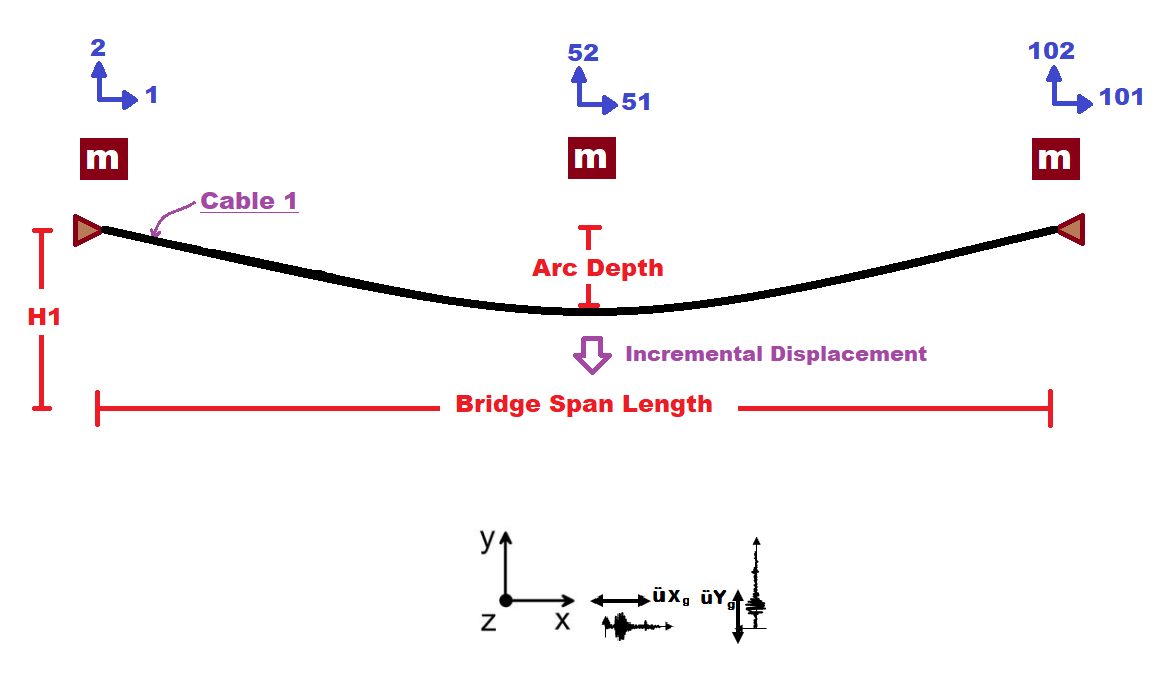 2
1
52
51
102
101
m
m
m
Cable 1
Arc Depth
H1
Incremental Displacement
Bridge Span Length
y
z
x
üXg
üYg